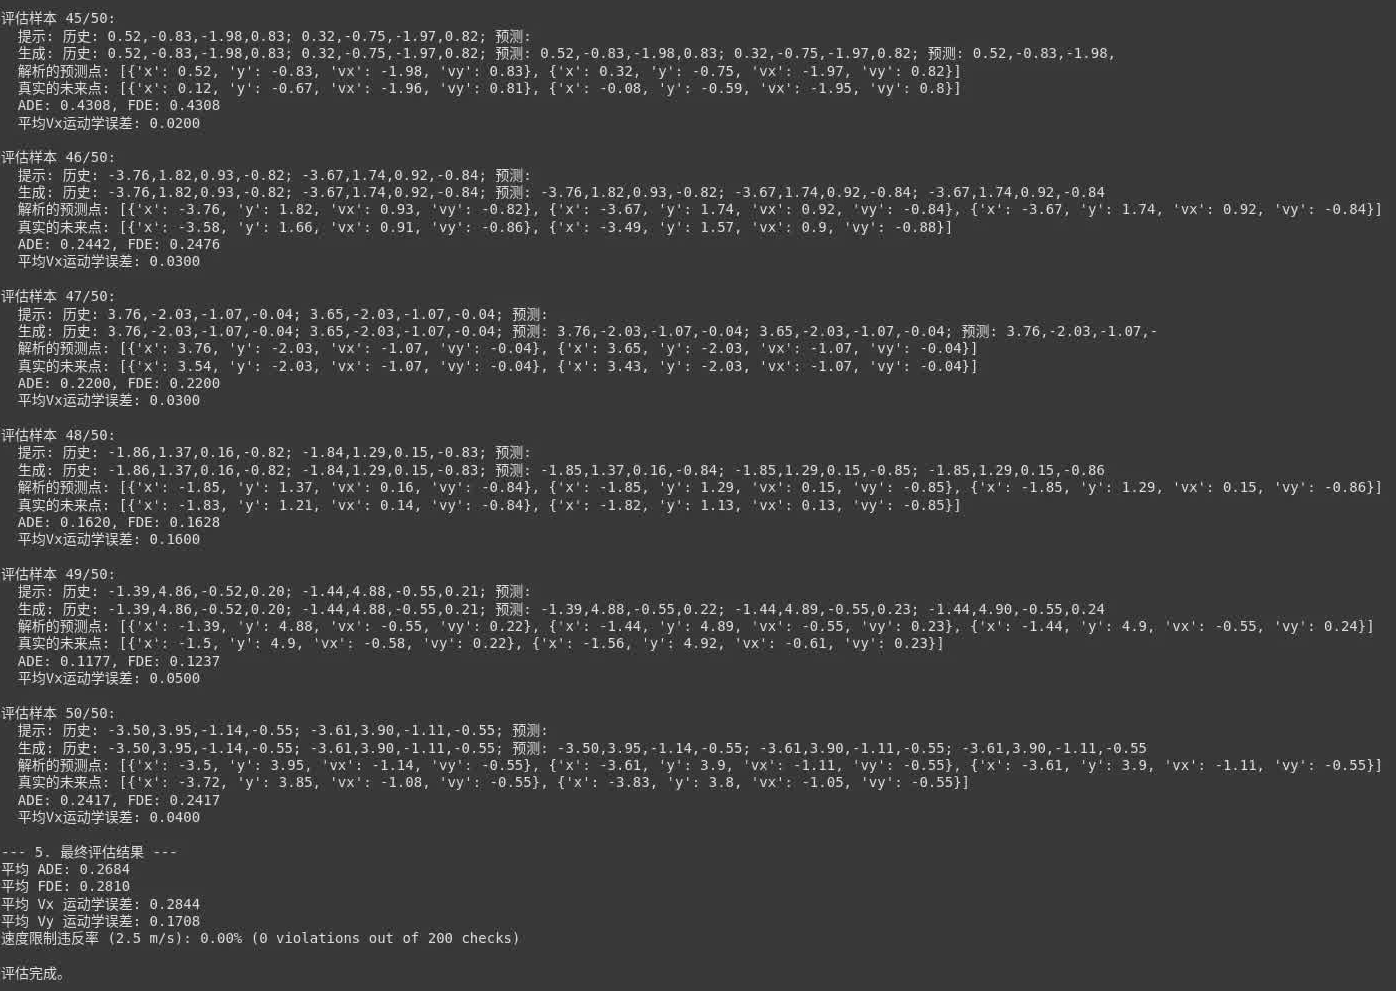 评估样本 45/50:
提示: 历史: 0.52,-0.83,-1.98,0.83; 0.32,-0.75,-1.97,0.82; 预测:
生成: 历史: 0.52,-0.83,-1.98,0.83; 0.32,-0.75,-1.97,0.82; 预测: 0.52,-0.83,-1.98,0.83; 0.32,-0.75,-1.97,0.82; 预测: 0.52,-0.83,-1.98,
解析的预测点: [{'x': 0.52, 'y': -0.83, 'vx': -1.98, 'vy': 0.83}, {'x': 0.32, 'y': -0.75, 'vx': -1.97, 'vy': 0.82}]
真实的未来点: [{'x': 0.12, 'y': -0.67, 'vx': -1.96, 'vy': 0.81}, {'x': -0.08, 'y': -0.59, 'vx': -1.95, 'vy': 0.8}]
ADE: 0.4308, FDE: 0.4308
平均Vx运动学误差: 0.0200
评估样本 46/50:
提示: 历史: -3.76,1.82,0.93,-0.82; -3.67,1.74,0.92,-0.84; 预测:
生成: 历史: -3.76,1.82,0.93,-0.82; -3.67,1.74,0.92,-0.84; 预测: -3.76,1.82,0.93,-0.82; -3.67,1.74,0.92,-0.84; -3.67,1.74,0.92,-0.84
解析的预测点: [{'x': -3.76, 'y': 1.82, 'vx': 0.93, 'vy': -0.82}, {'x': -3.67, 'y': 1.74, 'vx': 0.92, 'vy': -0.84}, {'x': -3.67, 'y': 1.74, 'vx': 0.92, 'vy': -0.84}]
真实的未来点: [{'x': -3.58, 'y': 1.66, 'vx': 0.91, 'vy': -0.86}, {'x': -3.49, 'y': 1.57, 'vx': 0.9, 'vy': -0.88}]
ADE: 0.2442, FDE: 0.2476
平均Vx运动学误差: 0.0300
评估样本 47/50:
提示: 历史: 3.76,-2.03,-1.07,-0.04; 3.65,-2.03,-1.07,-0.04; 预测:
生成: 历史: 3.76,-2.03,-1.07,-0.04; 3.65,-2.03,-1.07,-0.04; 预测: 3.76,-2.03,-1.07,-0.04; 3.65,-2.03,-1.07,-0.04; 预测: 3.76,-2.03,-1.07,-
解析的预测点: [{'x': 3.76, 'y': -2.03, 'vx': -1.07, 'vy': -0.04}, {'x': 3.65, 'y': -2.03, 'vx': -1.07, 'vy': -0.04}]
真实的未来点: [{'x': 3.54, 'y': -2.03, 'vx': -1.07, 'vy': -0.04}, {'x': 3.43, 'y': -2.03, 'vx': -1.07, 'vy': -0.04}]
ADE: 0.2200, FDE: 0.2200
平均Vx运动学误差: 0.0300
评估样本 48/50:
提示: 历史: -1.86,1.37,0.16,-0.82; -1.84,1.29,0.15,-0.83; 预测:
生成: 历史: -1.86,1.37,0.16,-0.82; -1.84,1.29,0.15,-0.83; 预测: -1.85,1.37,0.16,-0.84; -1.85,1.29,0.15,-0.85; -1.85,1.29,0.15,-0.86
解析的预测点: [{'x': -1.85, 'y': 1.37, 'vx': 0.16, 'vy': -0.84}, {'x': -1.85, 'y': 1.29, 'vx': 0.15, 'vy': -0.85}, {'x': -1.85, 'y': 1.29, 'vx': 0.15, 'vy': -0.86}]
真实的未来点: [{'x': -1.83, 'y': 1.21, 'vx': 0.14, 'vy': -0.84}, {'x': -1.82, 'y': 1.13, 'vx': 0.13, 'vy': -0.85}]
ADE: 0.1620, FDE: 0.1628
平均Vx运动学误差: 0.1600
评估样本 49/50:
提示: 历史: -1.39,4.86,-0.52,0.20; -1.44,4.88,-0.55,0.21; 预测:
生成: 历史: -1.39,4.86,-0.52,0.20; -1.44,4.88,-0.55,0.21; 预测: -1.39,4.88,-0.55,0.22; -1.44,4.89,-0.55,0.23; -1.44,4.90,-0.55,0.24
解析的预测点: [{'x': -1.39, 'y': 4.88, 'vx': -0.55, 'vy': 0.22}, {'x': -1.44, 'y': 4.89, 'vx': -0.55, 'vy': 0.23}, {'x': -1.44, 'y': 4.9, 'vx': -0.55, 'vy': 0.24}]
真实的未来点: [{'x': -1.5, 'y': 4.9, 'vx': -0.58, 'vy': 0.22}, {'x': -1.56, 'y': 4.92, 'vx': -0.61, 'vy': 0.23}]
ADE: 0.1177, FDE: 0.1237
平均Vx运动学误差: 0.0500
评估样本 50/50:
提示: 历史: -3.50,3.95,-1.14,-0.55; -3.61,3.90,-1.11,-0.55; 预测:
生成: 历史: -3.50,3.95,-1.14,-0.55; -3.61,3.90,-1.11,-0.55; 预测: -3.50,3.95,-1.14,-0.55; -3.61,3.90,-1.11,-0.55; -3.61,3.90,-1.11,-0.55
解析的预测点: [{'x': -3.5, 'y': 3.95, 'vx': -1.14, 'vy': -0.55}, {'x': -3.61, 'y': 3.9, 'vx': -1.11, 'vy': -0.55}, {'x': -3.61, 'y': 3.9, 'vx': -1.11, 'vy': -0.55}]
真实的未来点: [{'x': -3.72, 'y': 3.85, 'vx': -1.08, 'vy': -0.55}, {'x': -3.83, 'y': 3.8, 'vx': -1.05, 'vy': -0.55}]
ADE: 0.2417, FDE: 0.2417
平均Vx运动学误差: 0.0400
--- 5. 最终评估结果 ---
平均 ADE: 0.2684
平均 FDE: 0.2810
平均 Vx 运动学误差: 0.2844
平均 Vy 运动学误差: 0.1708
速度限制违反率 (2.5 m/s): 0.00% (0 violations out of 200 checks)
评估完成。